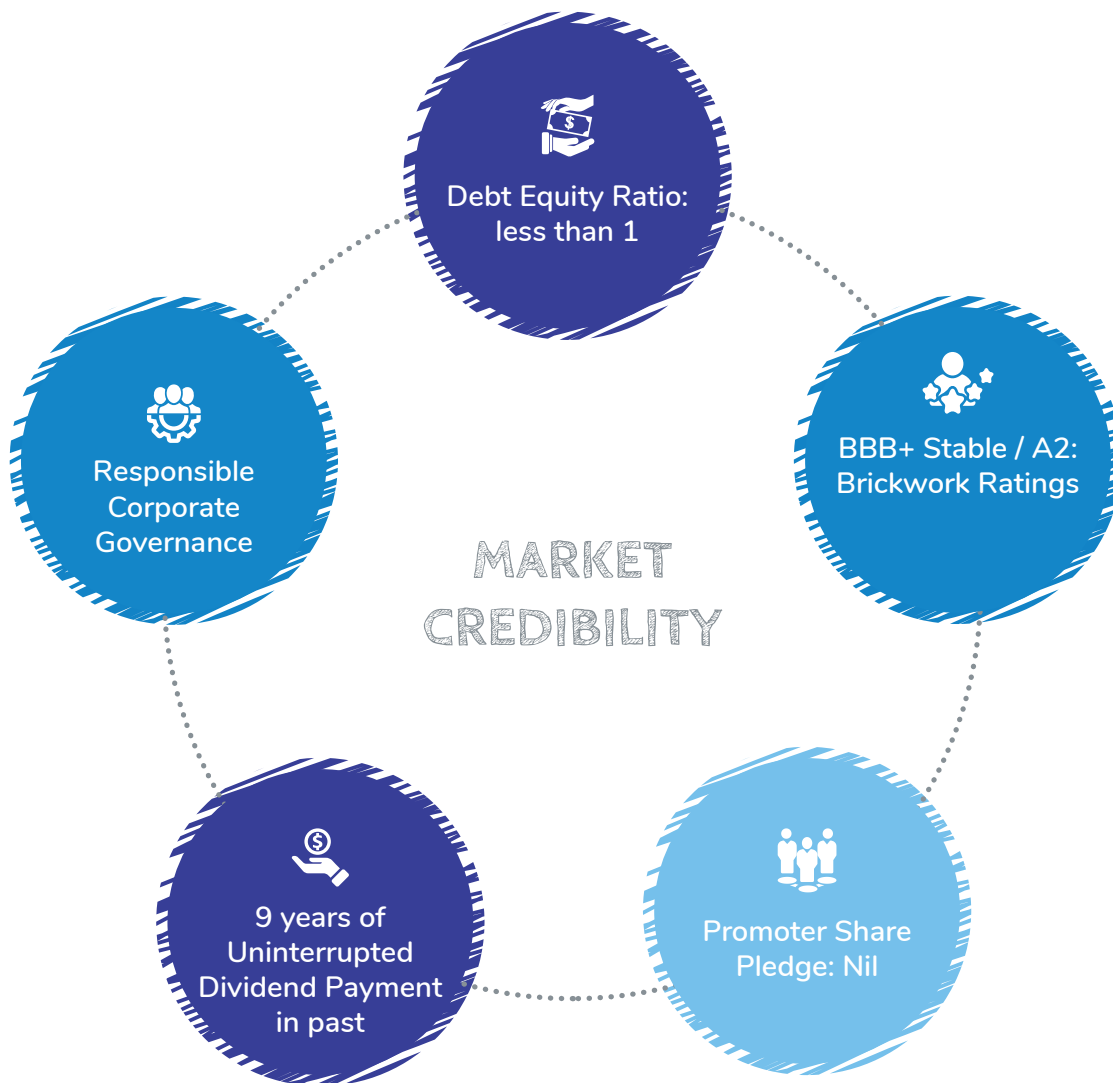 Debt Equity Ratio:
less than 1
BBB+ Stable / A2:
Brickwork Ratings
Responsible
Corporate
Governance
MARKET
CREDIBILITY
9 years of
Uninterrupted
Dividend Payment
in past
Promoter Share
Pledge: Nil